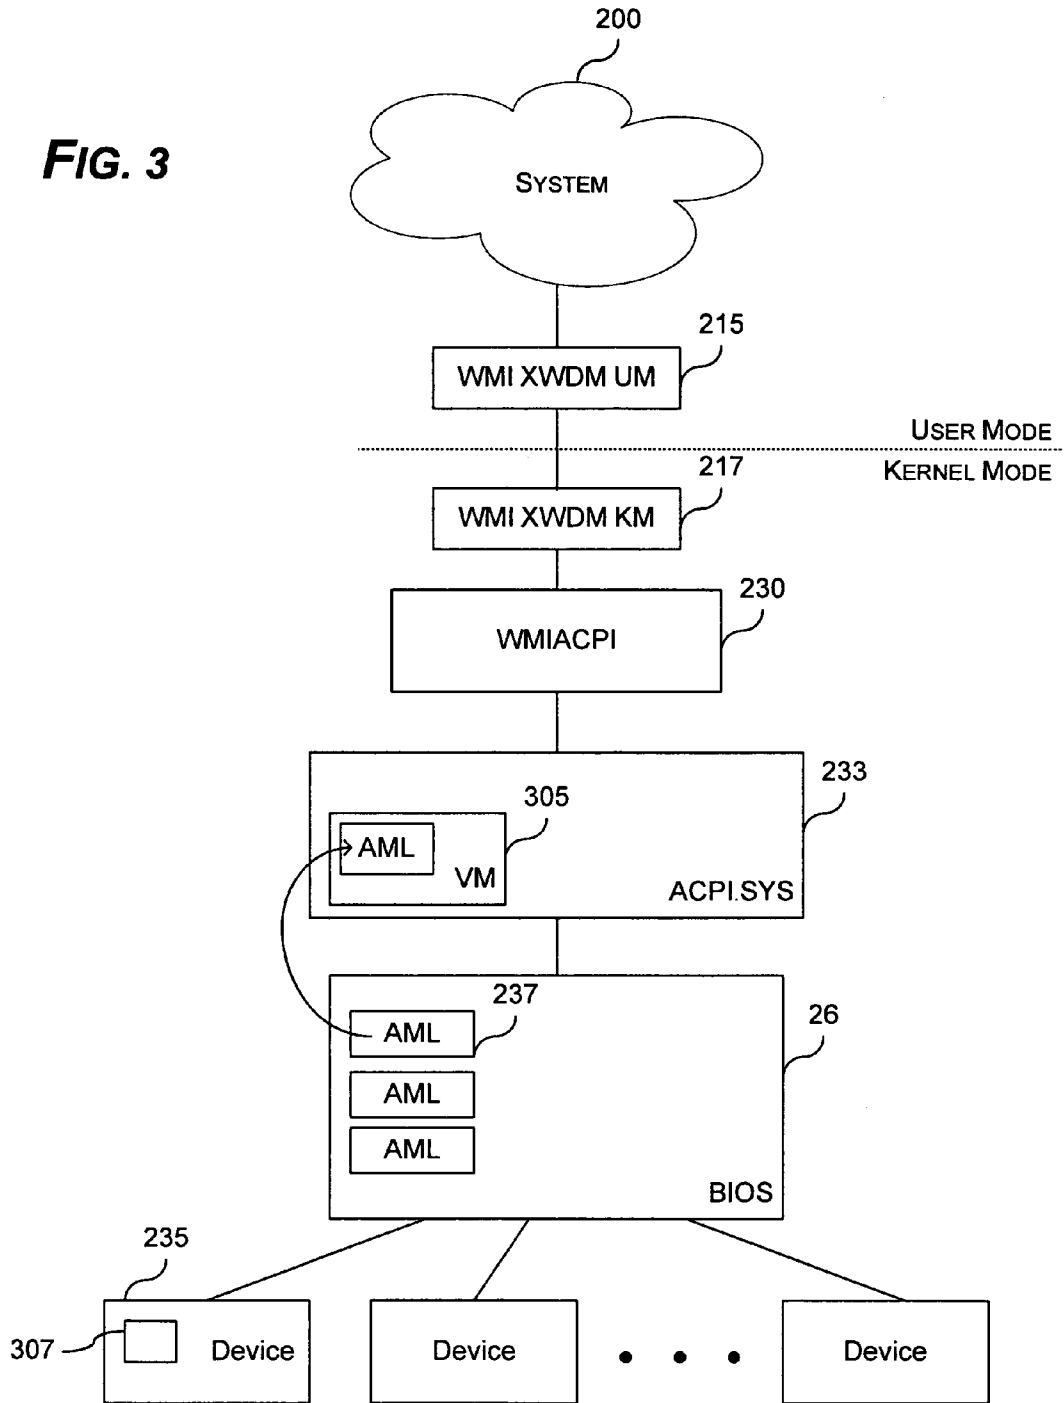 200
FIG. 3
SYSTEM
215
WMI XWDM UM
USER MODE
KERNEL MODE
217
WMI XWDM KM
230
WMIACPI
233
305
AML
VM
ACPI.SYS
237
26
AML
AML
AML
BIOS
235
307
Device
Device
Device